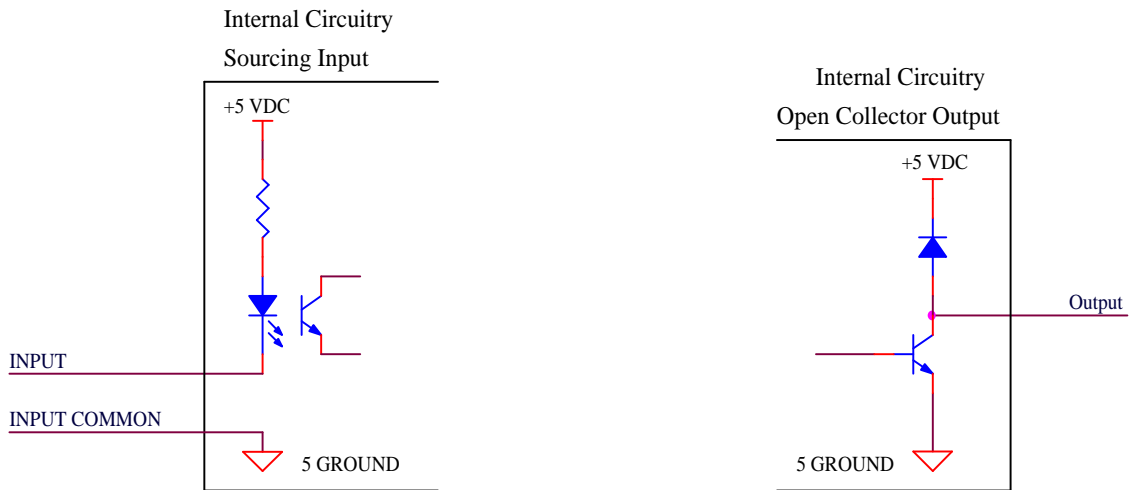 Internal Circuitry
Sourcing Input
+5 VDC
INPUT
INPUT COMMON
5 GROUND
Internal Circuitry
Open Collector Output
+5 VDC
Output
5 GROUND